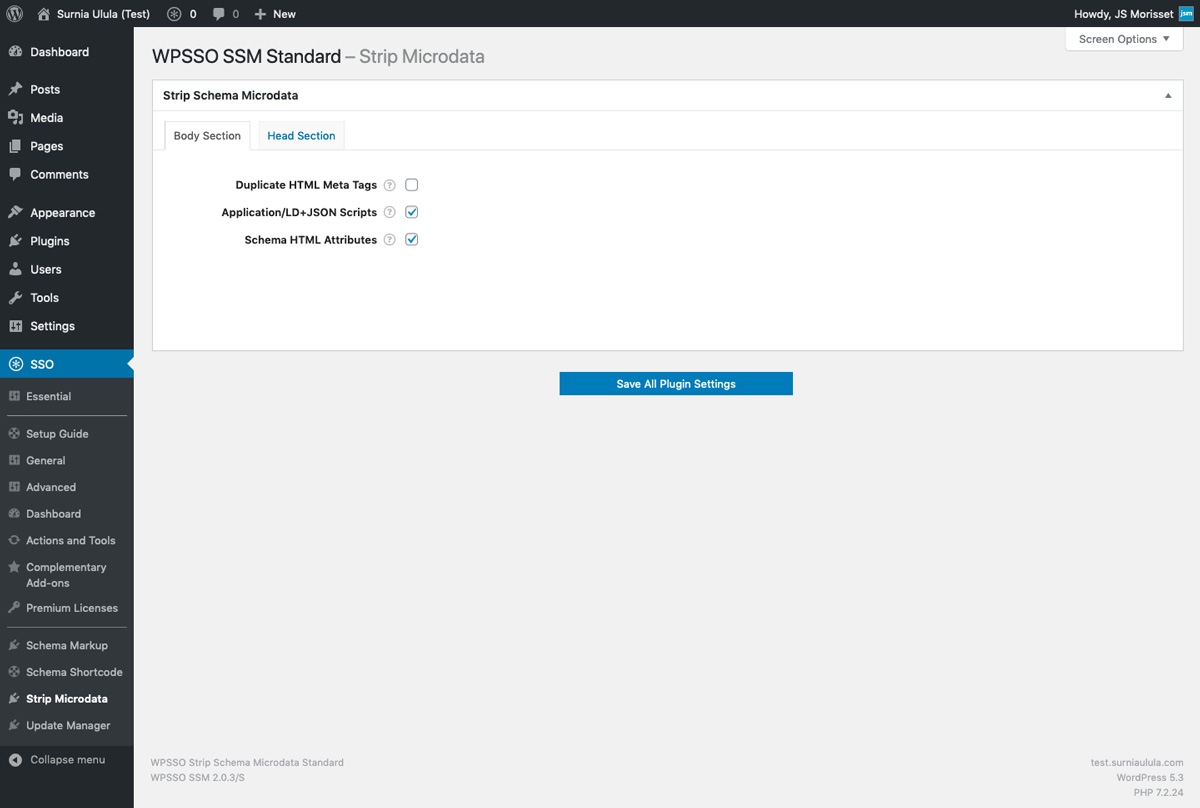 Surnia Ulula (Test) 0 0 New Howdy, JS Morisset jsm
Screen Options
Dashboard
Posts
Media
Pages
Comments
Appearance
Plugins
Users
Tools
Settings
SSO
Essential
Setup Guide
General
Advanced
Dashboard
Actions and Tools
Complementary
Add-ons
Premium Licenses
Schema Markup
Schema Shortcode
Strip Microdata
Update Manager
Collapse menu
WPSSO SSM Standard – Strip Microdata
Strip Schema Microdata
Body Section Head Section
Duplicate HTML Meta Tags ?
Application/LD+JSON Scripts ?
Schema HTML Attributes ?
Save All Plugin Settings
WPSSO Strip Schema Microdata Standard
WPSSO SSM 2.0.3/S
test.surniaulula.com
WordPress 5.3
PHP 7.2.24